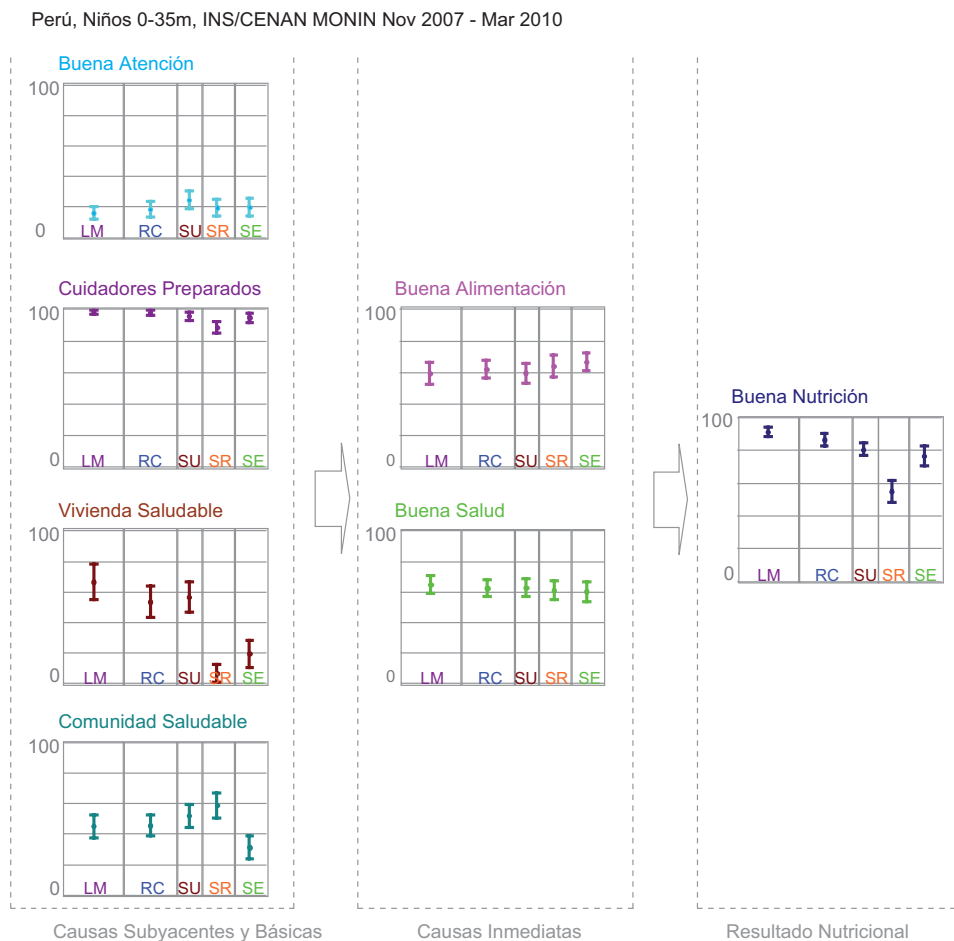 Perú, Niños 0-35m, INS/CENAN MONIN Nov 2007 - Mar 2010
Buena Atención
100
0
LM RC SU SR SE
Cuidadores Preparados
100
0
LM RC SU SR SE
Vivienda Saludable
100
0
LM RC SU SR SE
Comunidad Saludable
100
0
LM RC SU SR SE
Causas Subyacentes y Básicas
Buena Alimentación
100
0
LM RC SU SR SE
Buena Salud
100
0
LM RC SU SR SE
Causas Inmediatas
Buena Nutrición
100
0
LM RC SU SR SE
Resultado Nutricional